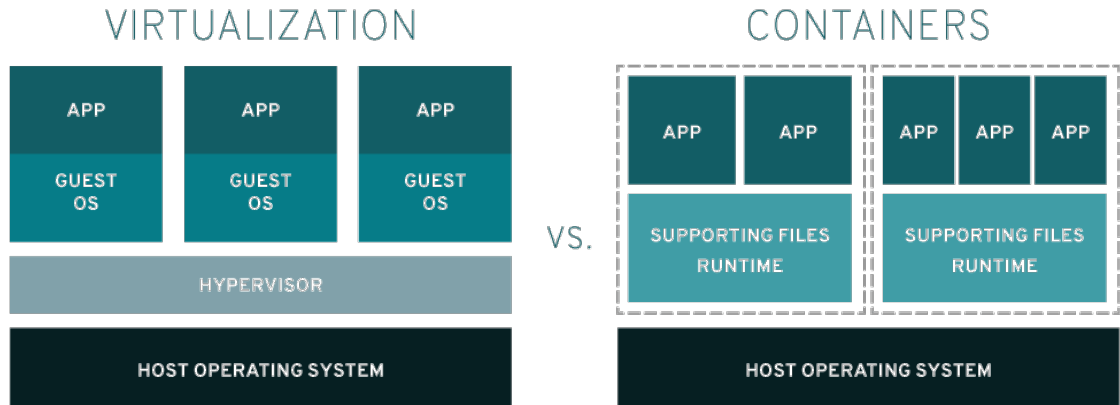 VIRTUALIZATION
APP
APP
APP
GUEST
OS
GUEST
OS
GUEST
OS
HYPERVISOR
HOST OPERATING SYSTEM
VS.
CONTAINERS
APP
APP
APP
APP
APP
SUPPORTING FILES
RUNTIME
SUPPORTING FILES
RUNTIME
HOST OPERATING SYSTEM